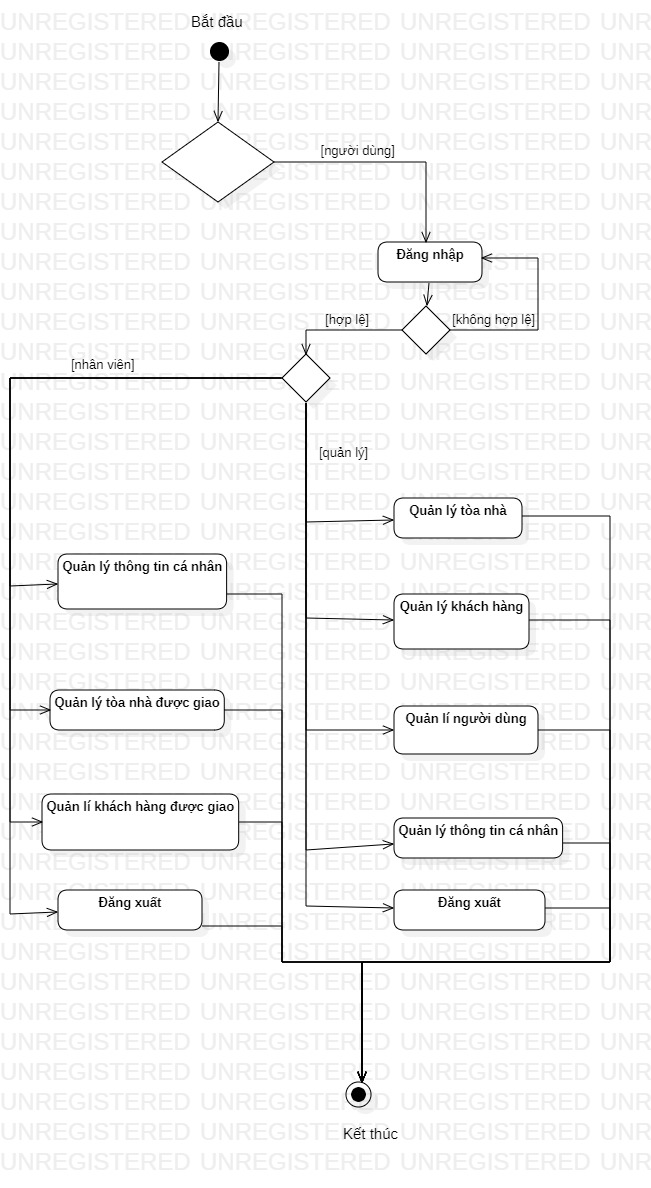 Bắt đầu
[người dùng]
Đăng nhập
[hợp lệ]
[không hợp lệ]
[nhân viên]
[quản lý]
Quản lý tòa nhà
Quản lý thông tin cá nhân
Quản lý khách hàng
Quản lý tòa nhà được giao
Quản lí người dùng
Quản lí khách hàng được giao
Quản lý thông tin cá nhân
Đăng xuất
Đăng xuất
Kết thúc
UNREGISTERED